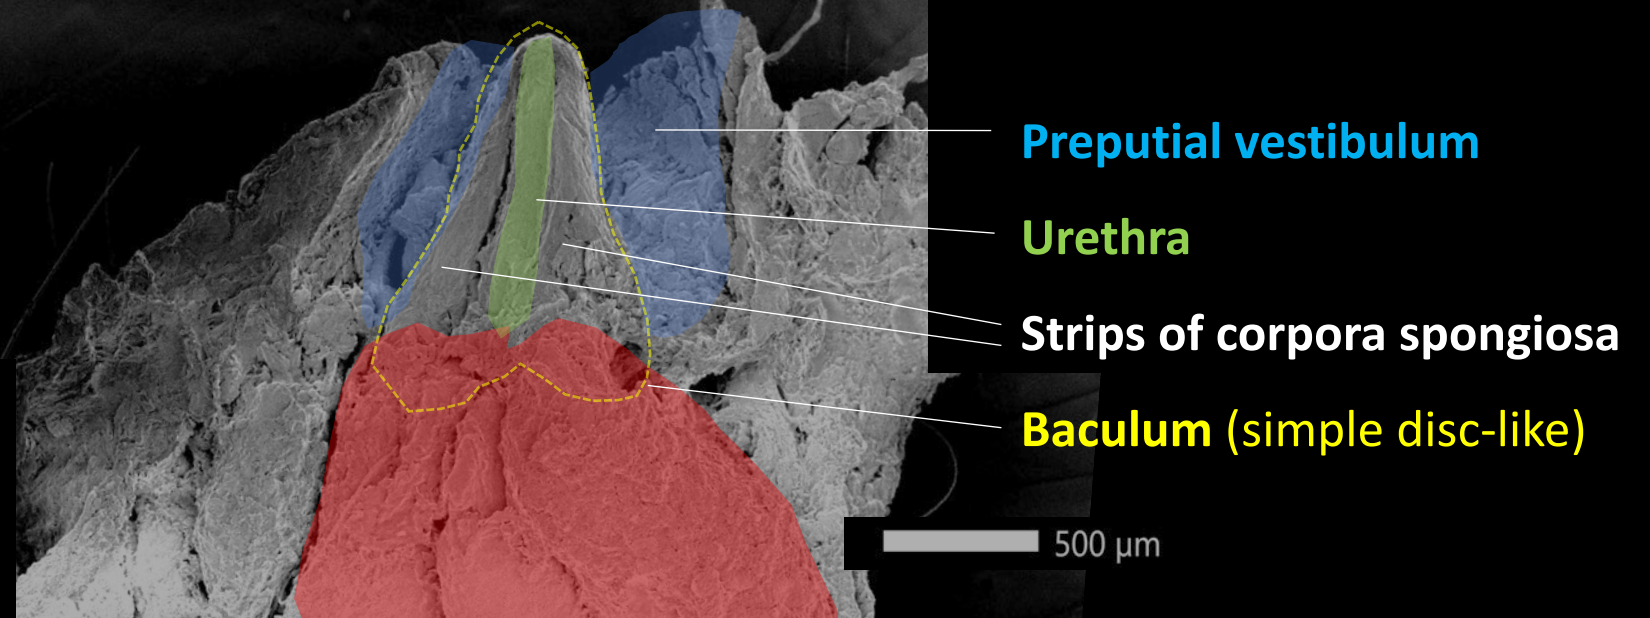 Preputial vestibulum
Urethra
Strips of corpora spongiosa
Baculum (simple disc-like)
500 µm